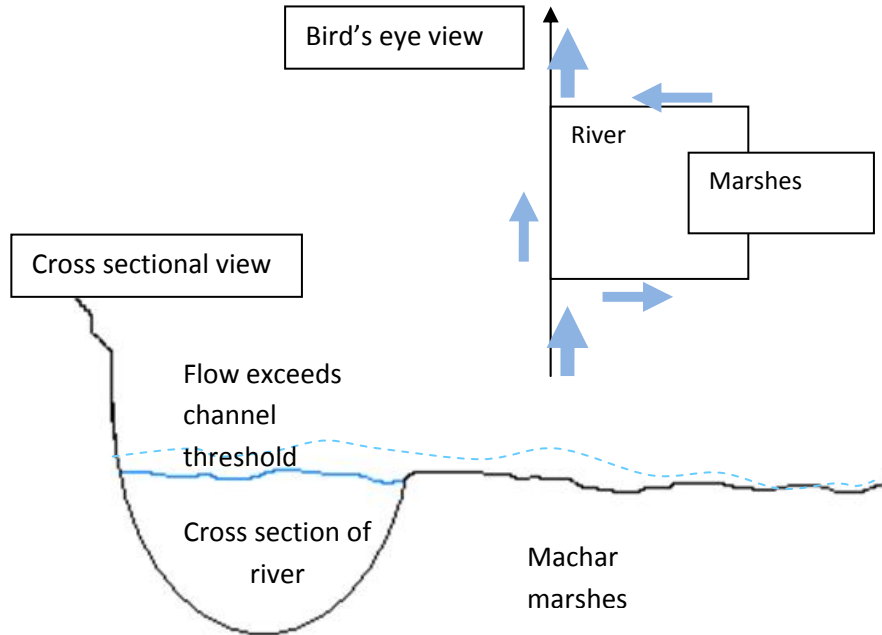 Bird’s eye view
River
Marshes
Cross sectional view
Flow exceeds
channel
threshold
Cross section of
river
Machar
marshes